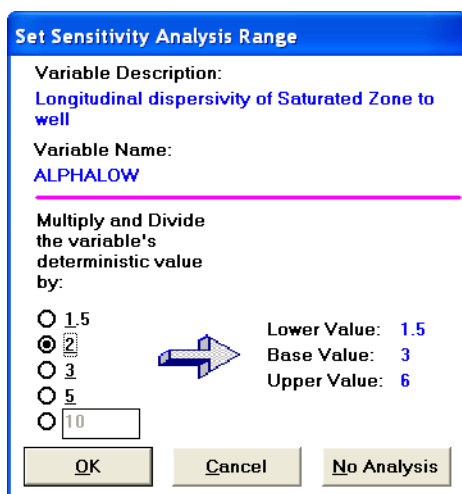 Set Sensitivity Analysis Range
Variable Description:
Longitudinal dispersivity of Saturated Zone to
well
Variable Name:
ALPHALOW
Multiply and Divide
the variable's
deterministic value
by:
1.5
2
3
5
10
Lower Value: 1.5
Base Value: 3
Upper Value: 6
OK Cancel No Analysis